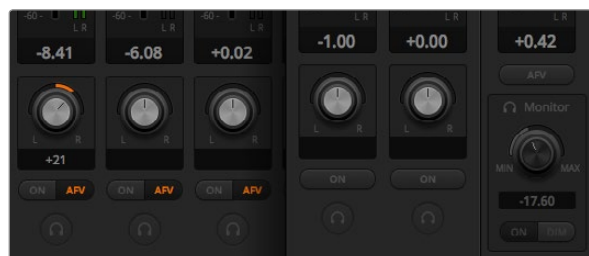 -60 -60 -60
L R L R L R L R L R L R
-8.41 -6.08 +0.02 -1.00 +0.00 +0.42
AFV
Monitor
L R L R L R L R L R
MIN MAX
+21
ON AFV ON AFV ON AFV ON ON
-17.60
ON DIM